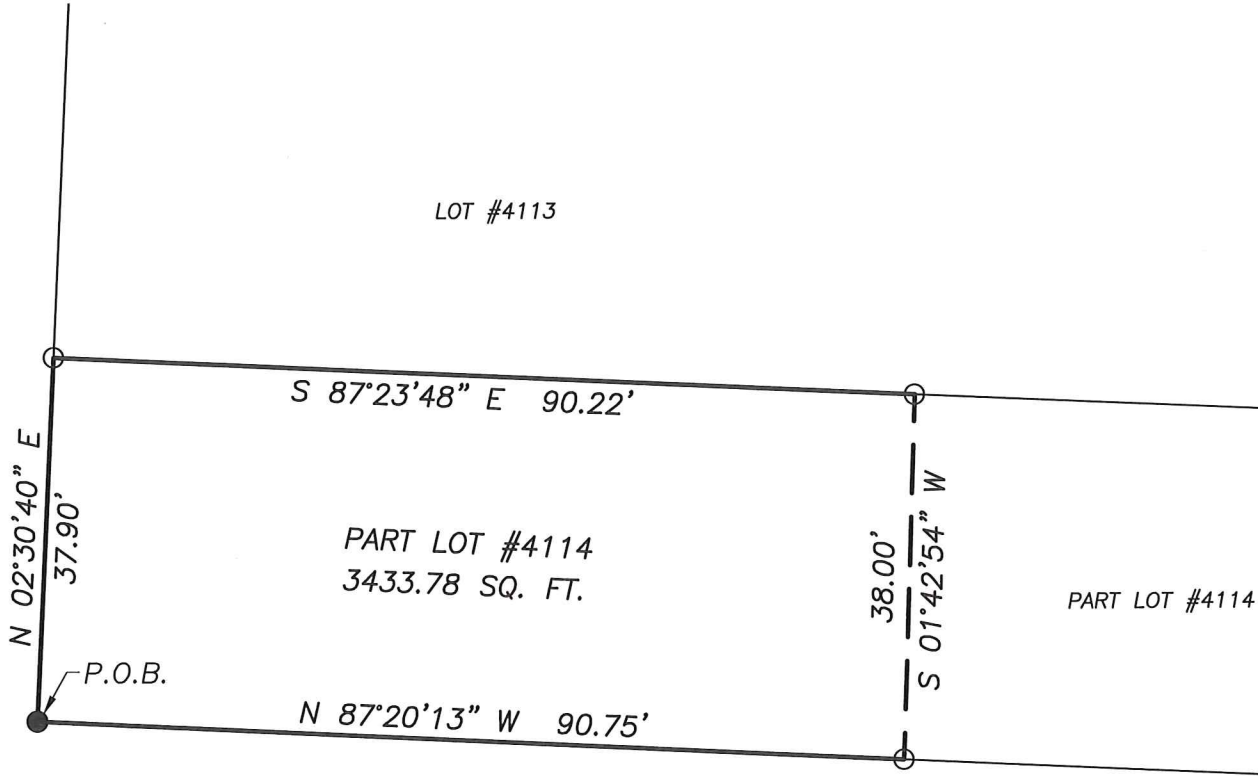 LOT #4113
S 87°23'48" E 90.22'
N 02°30'40" E
37.90'
PART LOT #4114
3433.78 SQ. FT.
38.00'
S 01°42'54" W
PART LOT #4114
P.O.B.
N 87°20'13" W 90.75'